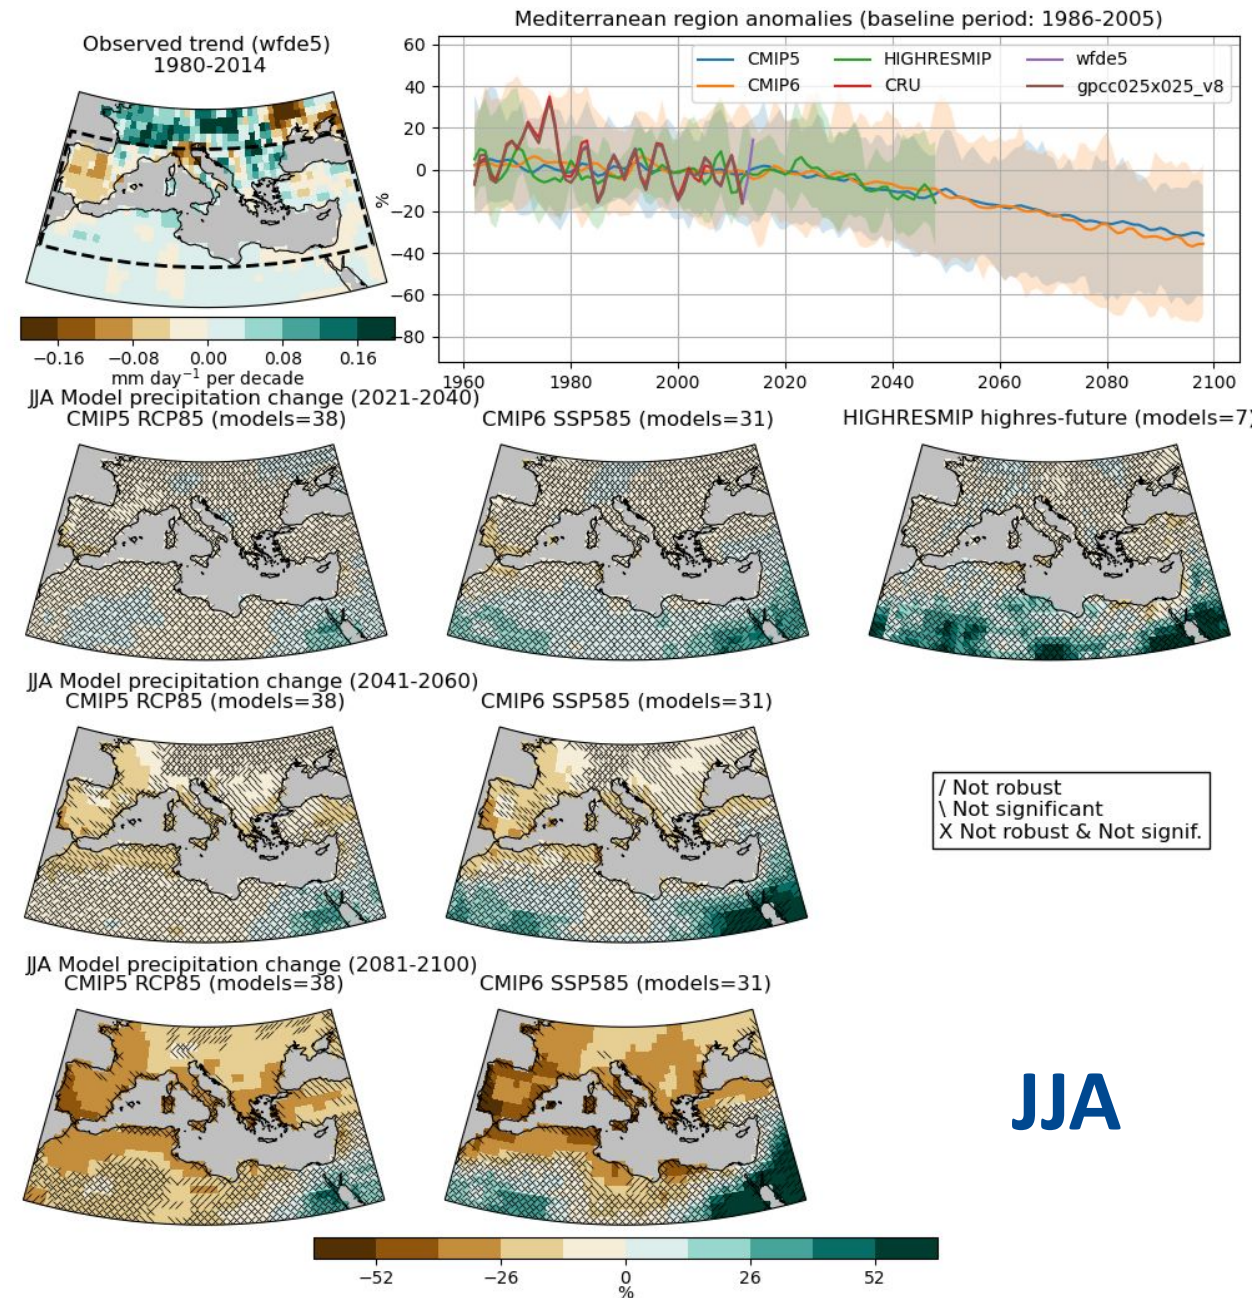 Observed trend (wfde5)
1980-2014
−0.16 −0.08 0.00 0.08 0.16
mm day⁻¹ per decade
Mediterranean region anomalies (baseline period: 1986-2005)
CMIP5 HIGHRESMIP wfde5
CMIP6 CRU gpcc025x025_v8
%
60
40
20
0
−20
−40
−60
−80
1960 1980 2000 2020 2040 2060 2080 2100
JJA Model precipitation change (2021-2040)
CMIP5 RCP85 (models=38) CMIP6 SSP585 (models=31) HIGHRESMIP highres-future (models=7)
JJA Model precipitation change (2041-2060)
CMIP5 RCP85 (models=38) CMIP6 SSP585 (models=31)
/ Not robust
\ Not significant
X Not robust & Not signif.
JJA Model precipitation change (2081-2100)
CMIP5 RCP85 (models=38) CMIP6 SSP585 (models=31)
JJA
−52 −26 0 26 52
%